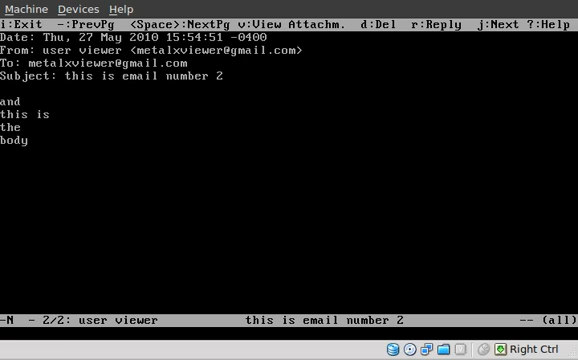 Machine Devices Help
i:Exit -:PrevPg <Space>:NextPg v:View Attachm. d:Del r:Reply j:Next ?:Help
Date: Thu, 27 May 2010 15:54:51 -0400
From: user viewer <metalxviewer@gmail.com>
To: metalxviewer@gmail.com
Subject: this is email number 2
and
this is
the
body
-N - 2/2: user viewer this is email number 2 -- (all)
Right Ctrl